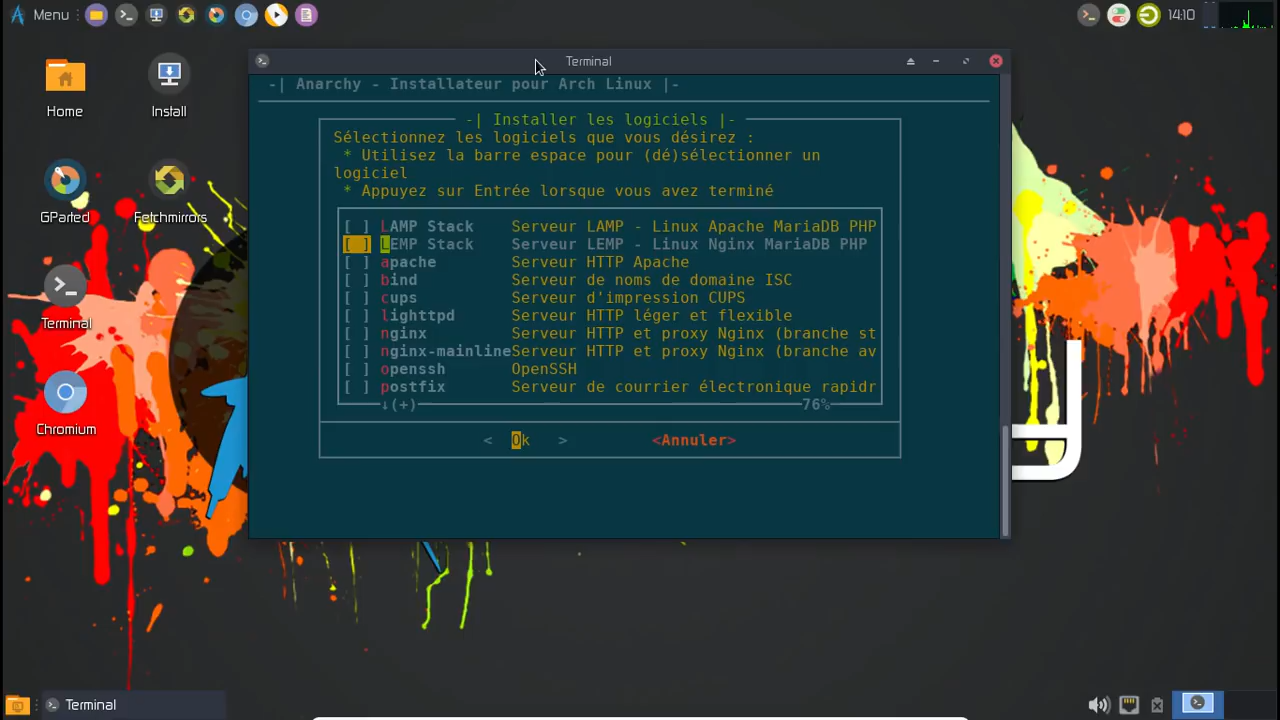 Menu
14:10
Terminal
Home
Install
GParted
Fetchmirrors
Terminal
Chromium
-| Anarchy - Installateur pour Arch Linux |-
-| Installer les logiciels |-
Sélectionnez les logiciels que vous désirez :
* Utilisez la barre espace pour (dé)sélectionner un
logiciel
* Appuyez sur Entrée lorsque vous avez terminé
[ ] LAMP Stack Serveur LAMP - Linux Apache MariaDB PHP
[ ] LEMP Stack Serveur LEMP - Linux Nginx MariaDB PHP
[ ] apache Serveur HTTP Apache
[ ] bind Serveur de noms de domaine ISC
[ ] cups Serveur d'impression CUPS
[ ] lighttpd Serveur HTTP léger et flexible
[ ] nginx Serveur HTTP et proxy Nginx (branche st
[ ] nginx-mainlineServeur HTTP et proxy Nginx (branche av
[ ] openssh OpenSSH
[ ] postfix Serveur de courrier électronique rapidr
↓(+) 76%
< Ok > <Annuler>
Terminal